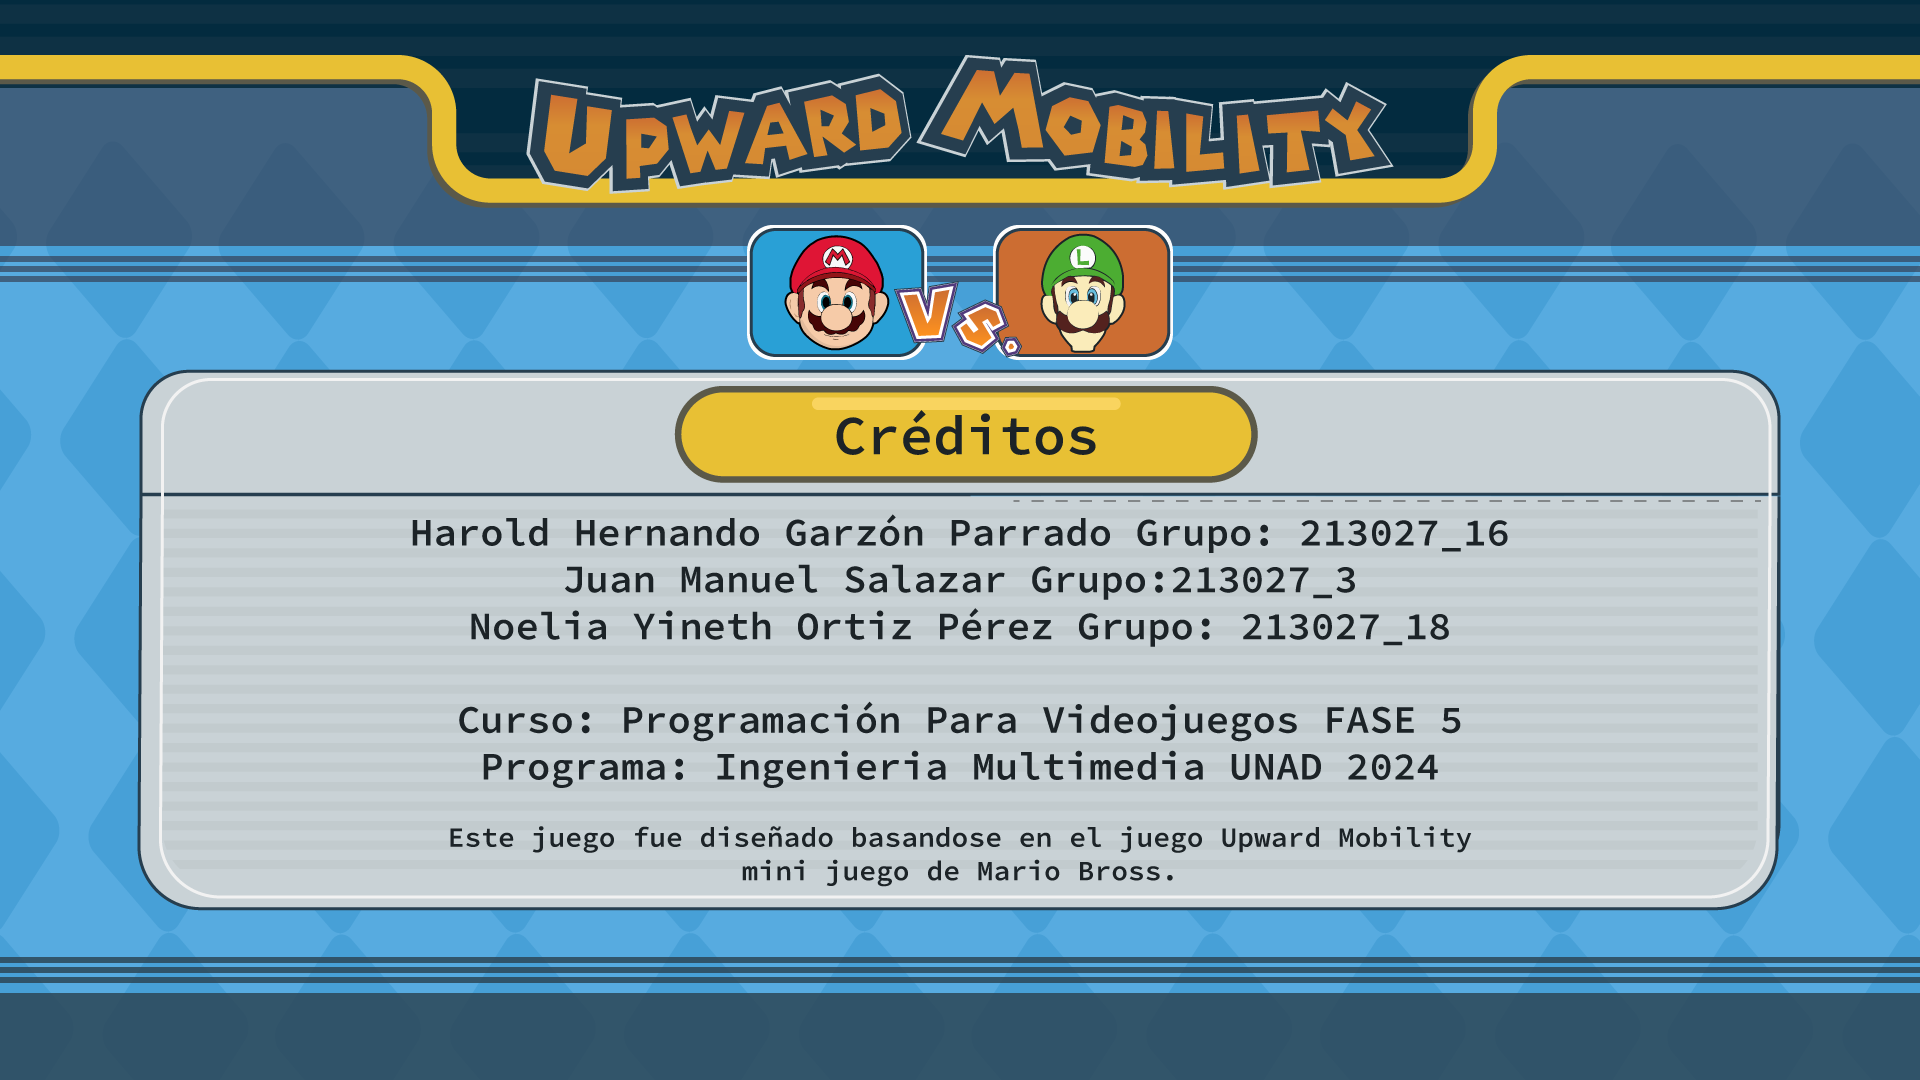 UPWARD MOBILITY
M
L
Vs.
Créditos
Harold Hernando Garzón Parrado Grupo: 213027_16
Juan Manuel Salazar Grupo:213027_3
Noelia Yineth Ortiz Pérez Grupo: 213027_18
Curso: Programación Para Videojuegos FASE 5
Programa: Ingenieria Multimedia UNAD 2024
Este juego fue diseñado basandose en el juego Upward Mobility
mini juego de Mario Bross.